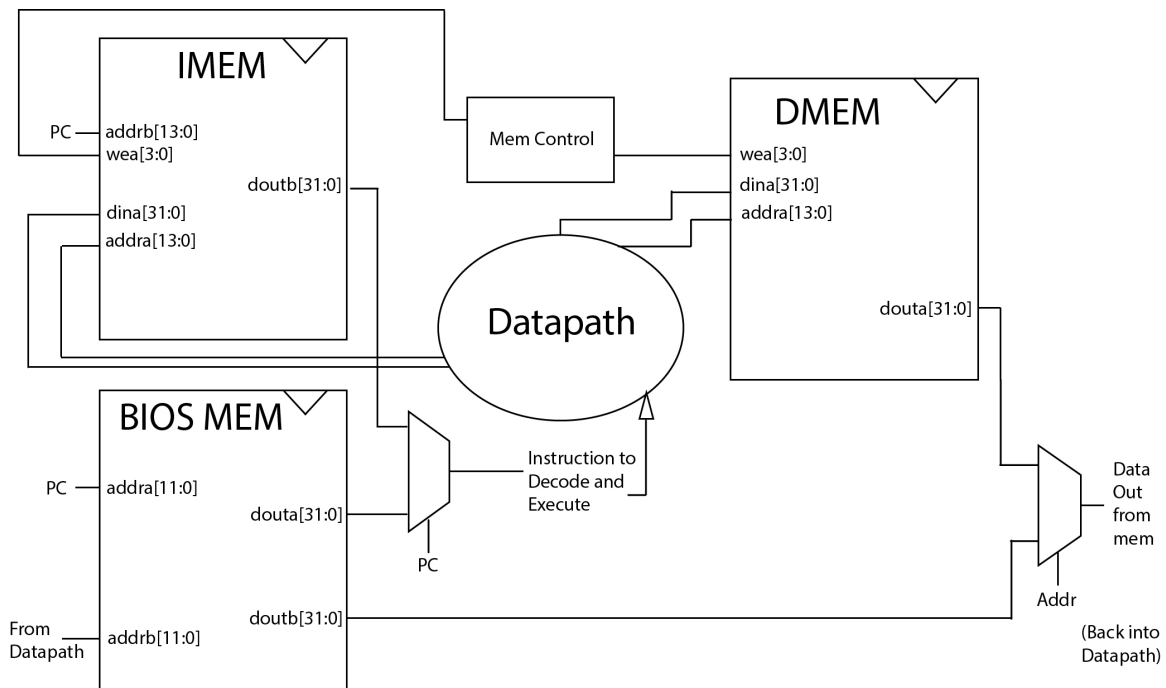 IMEM
PC
addrb[13:0]
wea[3:0]
doutb[31:0]
dina[31:0]
addra[13:0]
Mem Control
DMEM
wea[3:0]
dina[31:0]
addra[13:0]
douta[31:0]
Datapath
BIOS MEM
PC
addra[11:0]
douta[31:0]
doutb[31:0]
From
Datapath
addrb[11:0]
PC
Instruction to
Decode and
Execute
Data
Out
from
mem
Addr
(Back into
Datapath)